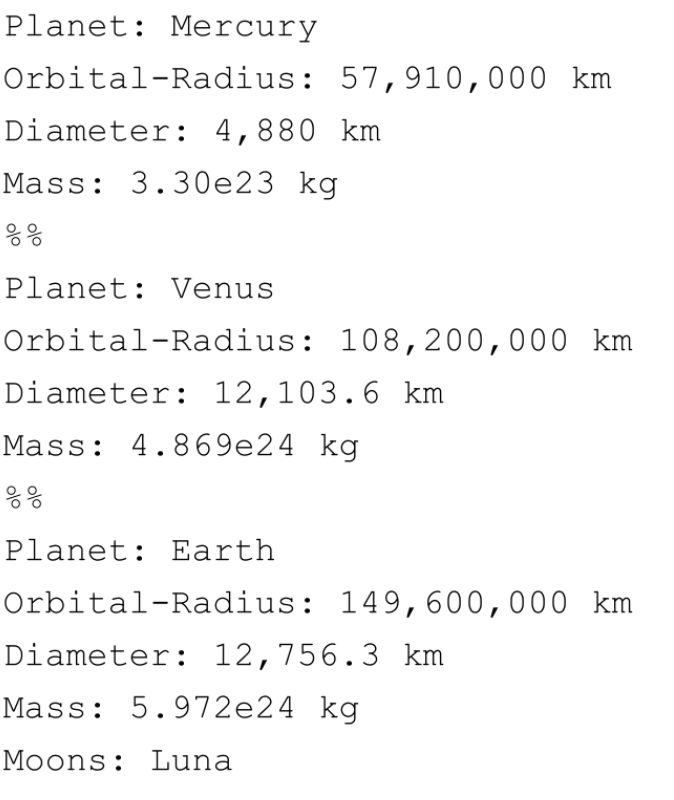 Planet: Mercury
Orbital-Radius: 57,910,000 km
Diameter: 4,880 km
Mass: 3.30e23 kg
%%
Planet: Venus
Orbital-Radius: 108,200,000 km
Diameter: 12,103.6 km
Mass: 4.869e24 kg
%%
Planet: Earth
Orbital-Radius: 149,600,000 km
Diameter: 12,756.3 km
Mass: 5.972e24 kg
Moons: Luna